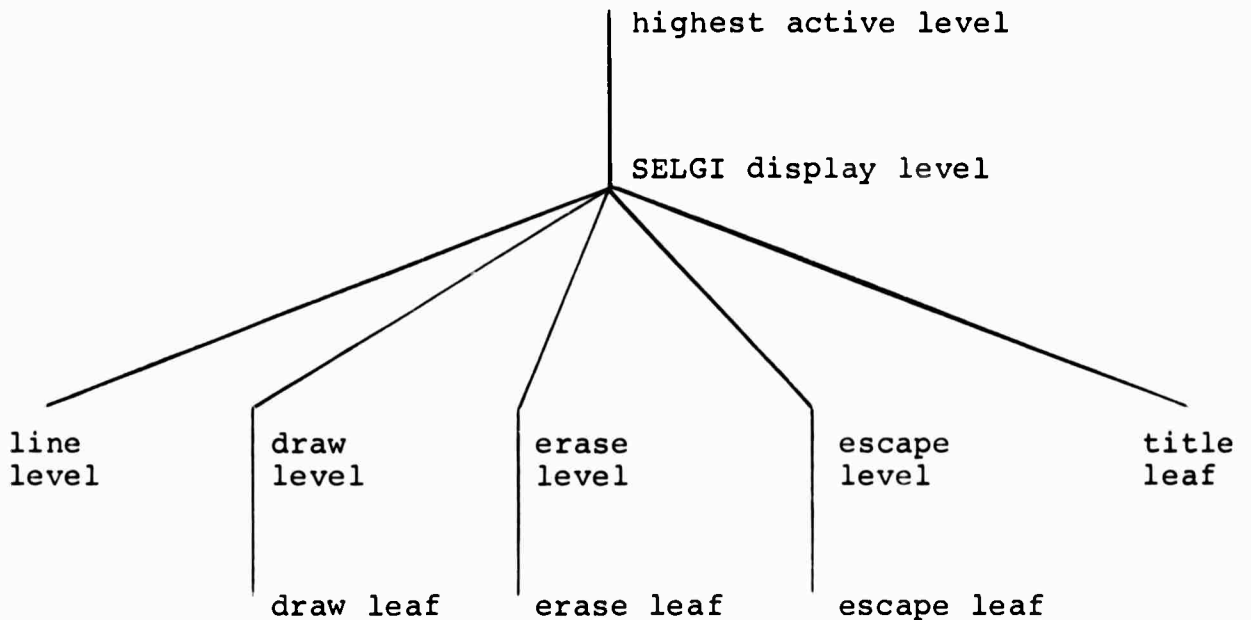 highest active level
SELGI display level
line
level
draw
level
erase
level
escape
level
title
leaf
draw leaf
erase leaf
escape leaf